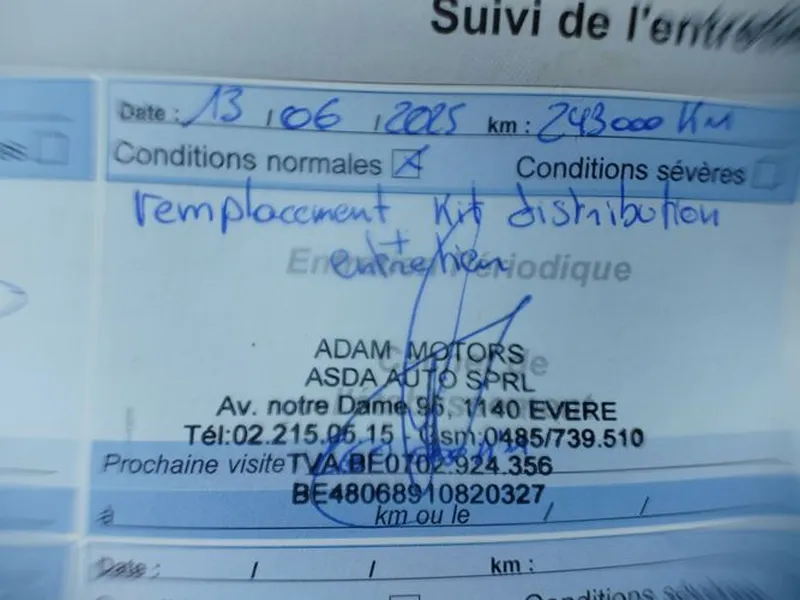 Suivi de l'entretien
Date : 13 / 06 / 2025 km : 243000 KM
Conditions normales Conditions sévères
remplacement Kit distribution
+
entretien
Entretien périodique
ADAM MOTORS
ASDA AUTO SPRL
Av. notre Dame 96, 1140 EVERE
Tél:02.215.06.15 - Gsm:0485/739.510
Prochaine visite TVA BE0702.924.356
BE48068910820327
à km ou le / /
Date : / / km :
Conditions